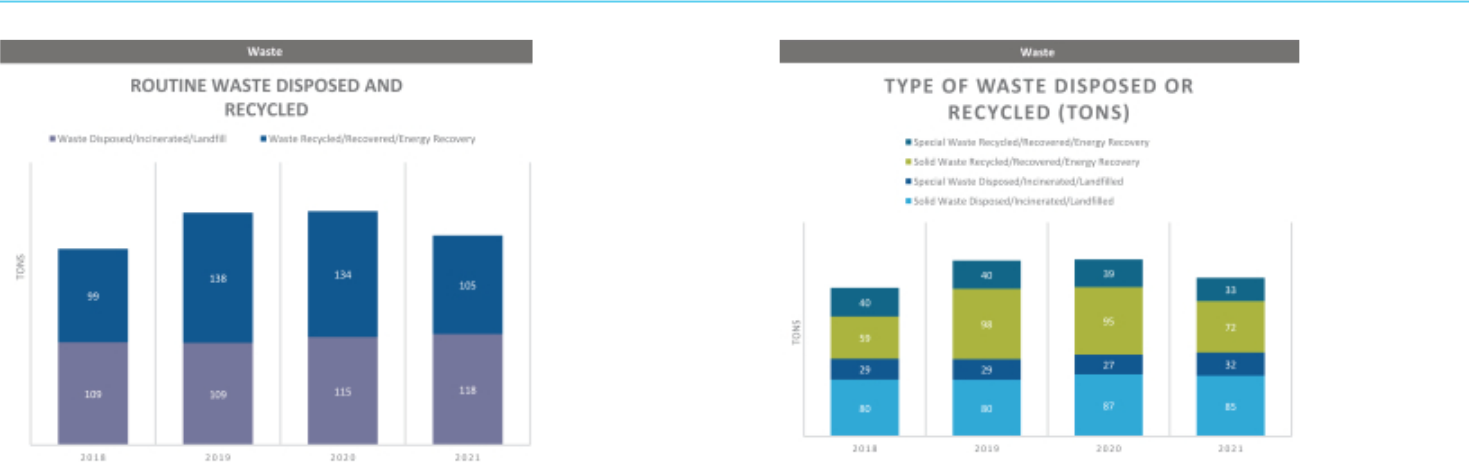 Waste
ROUTINE WASTE DISPOSED AND
RECYCLED
Waste Disposed/Incinerated/Landfill Waste Recycled/Recovered/Energy Recovery
TONS
99 138 134 105
109 109 115 118
2018 2019 2020 2021
Waste
TYPE OF WASTE DISPOSED OR
RECYCLED (TONS)
Special Waste Recycled/Recovered/Energy Recovery
Solid Waste Recycled/Recovered/Energy Recovery
Special Waste Disposed/Incinerated/Landfilled
Solid Waste Disposed/Incinerated/Landfilled
TONS
40 40 39 33
59 98 95 72
29 29 27 32
80 80 87 85
2018 2019 2020 2021